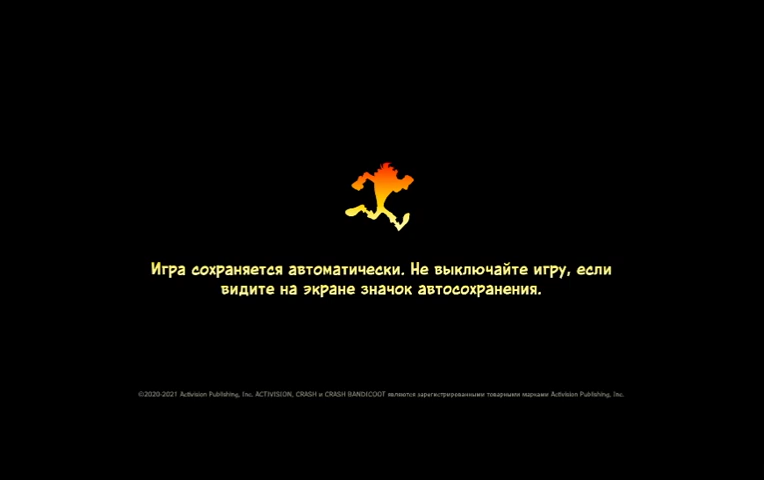 Игра сохраняется автоматически. Не выключайте игру, если
видите на экране значок автосохранения.
©2020-2021 Activision Publishing, Inc. ACTIVISION, CRASH и CRASH BANDICOOT являются зарегистрированными товарными марками Activision Publishing, Inc.